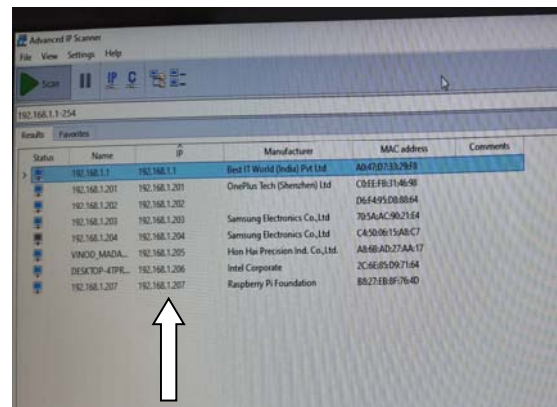 Advanced IP Scanner
File View Settings Help
Scan IP C
192.168.1.1-254
Results Favorites
Status Name IP Manufacturer MAC address Comments
192.168.1.1 192.168.1.1 Best IT World (India) Pvt Ltd A0:47:D7:33:29:F8
192.168.1.201 192.168.1.201 OnePlus Tech (Shenzhen) Ltd C0:EE:FB:31:46:98
192.168.1.202 192.168.1.202 D6:F4:95:D8:88:64
192.168.1.203 192.168.1.203 Samsung Electronics Co.,Ltd 70:5A:AC:90:21:E4
192.168.1.204 192.168.1.204 Samsung Electronics Co.,Ltd C4:50:06:15:A8:C7
VINOD_MADA... 192.168.1.205 Hon Hai Precision Ind. Co.,Ltd. A8:6B:AD:27:AA:17
DESKTOP-4TPR... 192.168.1.206 Intel Corporate 2C:6E:85:D9:71:64
192.168.1.207 192.168.1.207 Raspberry Pi Foundation B8:27:EB:8F:76:4D